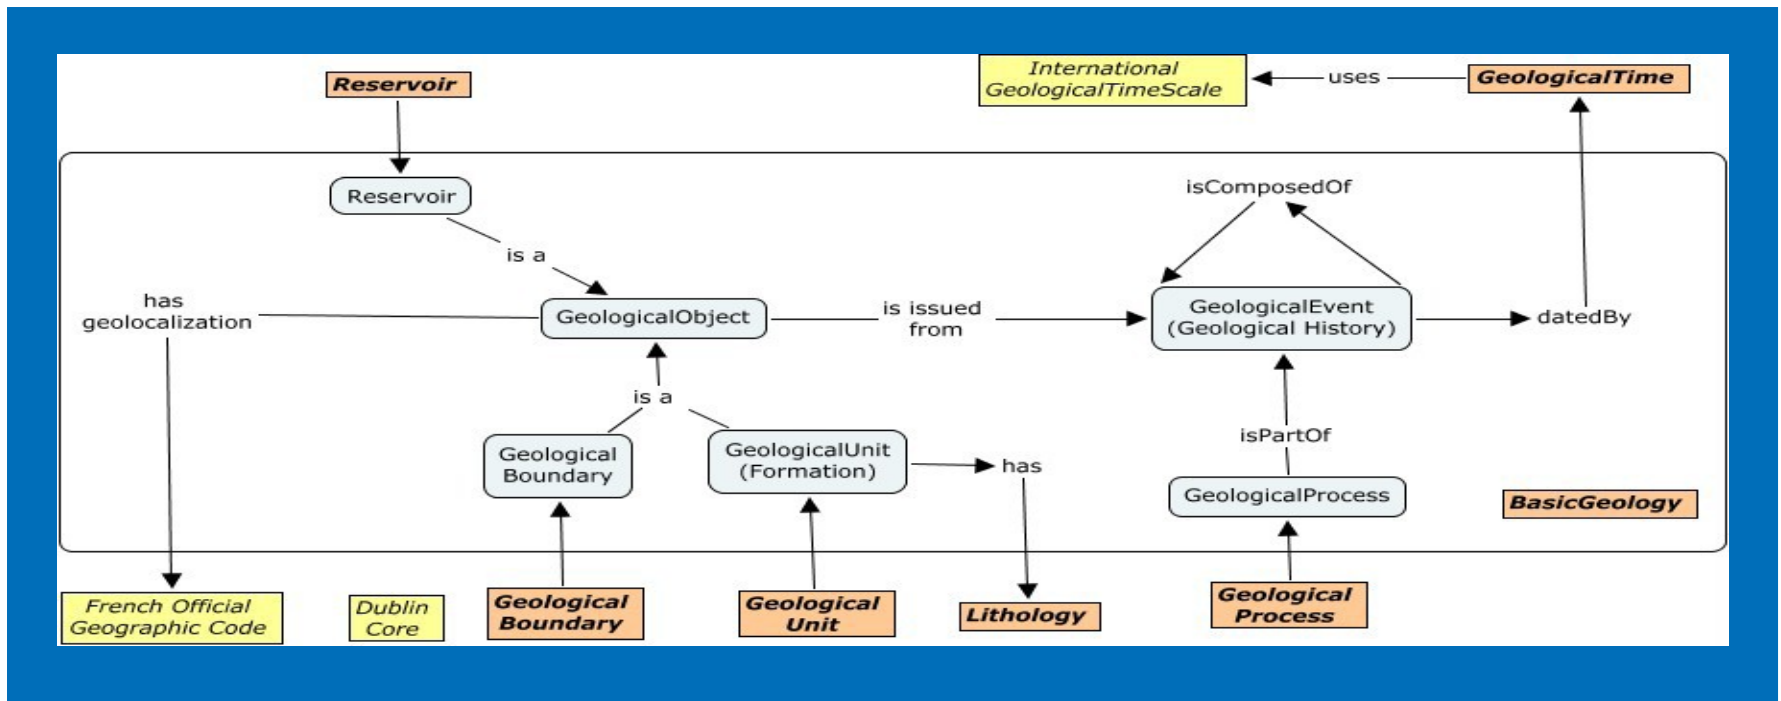 Reservoir
International
GeologicalTimeScale
uses
GeologicalTime
Reservoir
isComposedOf
is a
has
geolocalization
GeologicalObject
is issued
from
GeologicalEvent
(Geological History)
datedBy
is a
Geological
Boundary
GeologicalUnit
(Formation)
has
isPartOf
GeologicalProcess
BasicGeology
French Official
Geographic Code
Dublin
Core
Geological
Boundary
Geological
Unit
Lithology
Geological
Process